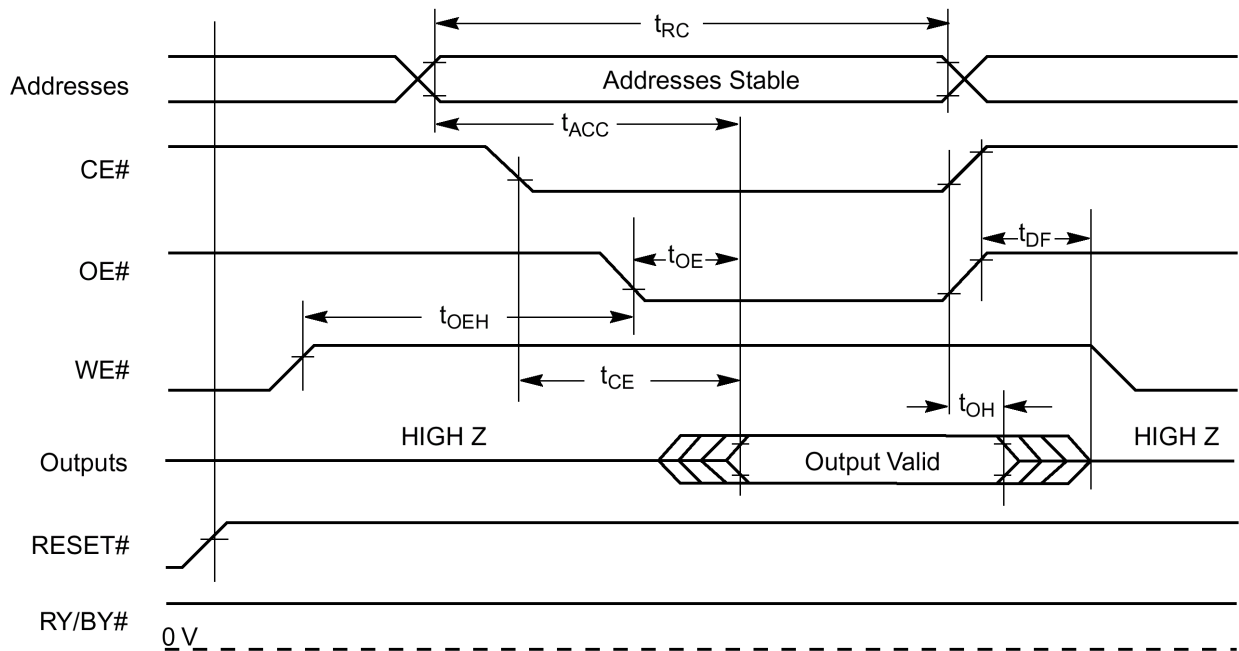 tRC
Addresses
Addresses Stable
tACC
CE#
tDF
OE#
tOE
tOEH
WE#
tCE
tOH
HIGH Z
HIGH Z
Outputs
Output Valid
RESET#
RY/BY#
0 V